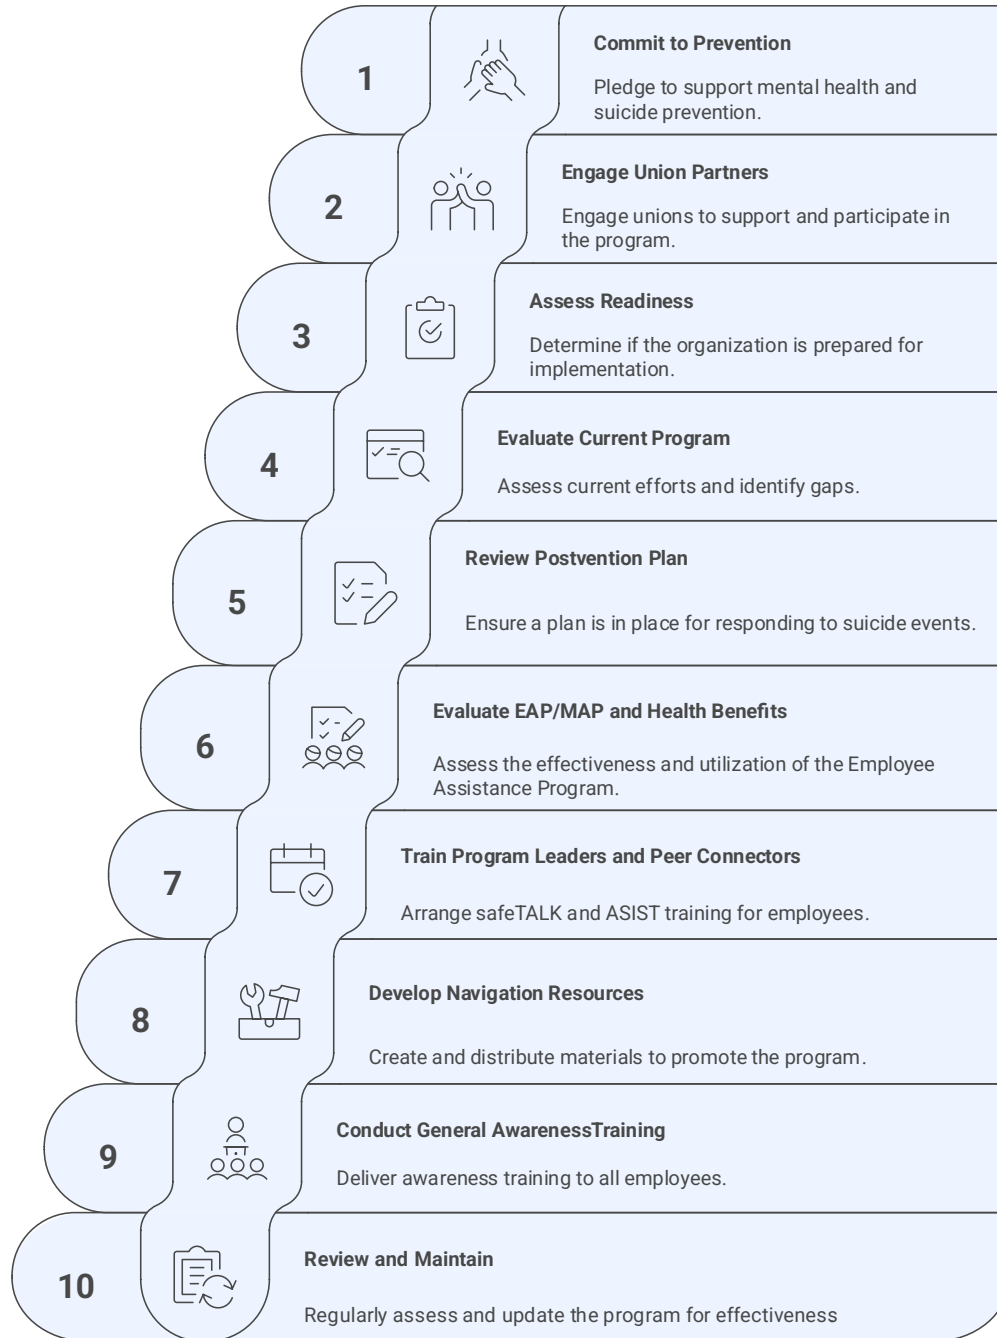 1
Commit to Prevention
Pledge to support mental health and
suicide prevention.
2
Engage Union Partners
Engage unions to support and participate in
the program.
3
Assess Readiness
Determine if the organization is prepared for
implementation.
4
Evaluate Current Program
Assess current efforts and identify gaps.
5
Review Postvention Plan
Ensure a plan is in place for responding to suicide events.
6
Evaluate EAP/MAP and Health Benefits
Assess the effectiveness and utilization of the Employee
Assistance Program.
7
Train Program Leaders and Peer Connectors
Arrange safeTALK and ASIST training for employees.
8
Develop Navigation Resources
Create and distribute materials to promote the program.
9
Conduct General AwarenessTraining
Deliver awareness training to all employees.
10
Review and Maintain
Regularly assess and update the program for effectiveness